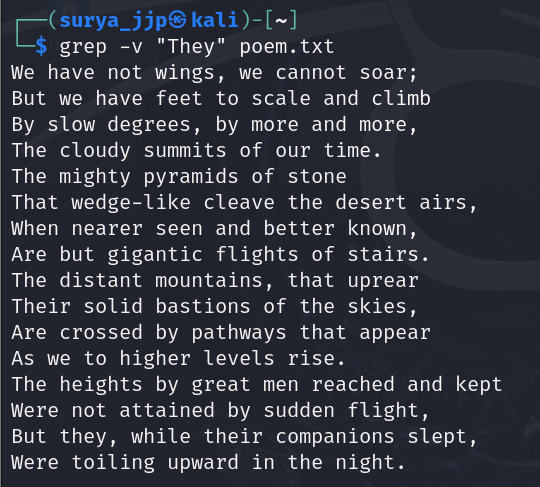 ┌──(surya_jjp㉿kali)-[~]
└─$ grep -v "They" poem.txt
We have not wings, we cannot soar;
But we have feet to scale and climb
By slow degrees, by more and more,
The cloudy summits of our time.
The mighty pyramids of stone
That wedge-like cleave the desert airs,
When nearer seen and better known,
Are but gigantic flights of stairs.
The distant mountains, that uprear
Their solid bastions of the skies,
Are crossed by pathways that appear
As we to higher levels rise.
The heights by great men reached and kept
Were not attained by sudden flight,
But they, while their companions slept,
Were toiling upward in the night.